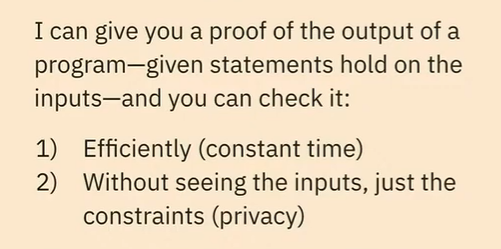 I can give you a proof of the output of a
program—given statements hold on the
inputs—and you can check it:
1) Efficiently (constant time)
2) Without seeing the inputs, just the
constraints (privacy)